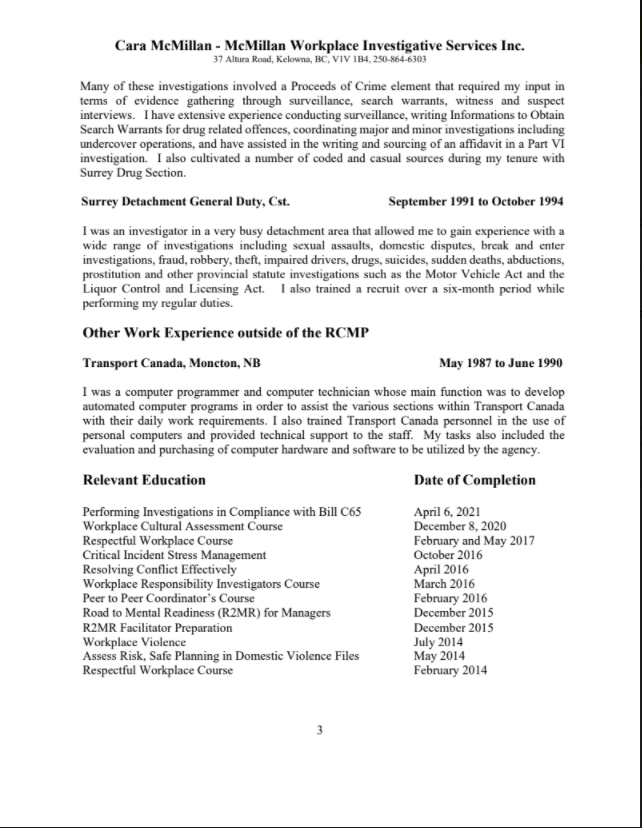 Cara McMillan - McMillan Workplace Investigative Services Inc.
37 Altura Road, Kelowna, BC, V1V 1B4, 250-864-6303
Many of these investigations involved a Proceeds of Crime element that required my input in
terms of evidence gathering through surveillance, search warrants, witness and suspect
interviews. I have extensive experience conducting surveillance, writing Informations to Obtain
Search Warrants for drug related offences, coordinating major and minor investigations including
undercover operations, and have assisted in the writing and sourcing of an affidavit in a Part VI
investigation. I also cultivated a number of coded and casual sources during my tenure with
Surrey Drug Section.
Surrey Detachment General Duty, Cst. September 1991 to October 1994
I was an investigator in a very busy detachment area that allowed me to gain experience with a
wide range of investigations including sexual assaults, domestic disputes, break and enter
investigations, fraud, robbery, theft, impaired drivers, drugs, suicides, sudden deaths, abductions,
prostitution and other provincial statute investigations such as the Motor Vehicle Act and the
Liquor Control and Licensing Act. I also trained a recruit over a six-month period while
performing my regular duties.
Other Work Experience outside of the RCMP
Transport Canada, Moncton, NB May 1987 to June 1990
I was a computer programmer and computer technician whose main function was to develop
automated computer programs in order to assist the various sections within Transport Canada
with their daily work requirements. I also trained Transport Canada personnel in the use of
personal computers and provided technical support to the staff. My tasks also included the
evaluation and purchasing of computer hardware and software to be utilized by the agency.
Relevant Education Date of Completion
Performing Investigations in Compliance with Bill C65 April 6, 2021
Workplace Cultural Assessment Course December 8, 2020
Respectful Workplace Course February and May 2017
Critical Incident Stress Management October 2016
Resolving Conflict Effectively April 2016
Workplace Responsibility Investigators Course March 2016
Peer to Peer Coordinator's Course February 2016
Road to Mental Readiness (R2MR) for Managers December 2015
R2MR Facilitator Preparation December 2015
Workplace Violence July 2014
Assess Risk, Safe Planning in Domestic Violence Files May 2014
Respectful Workplace Course February 2014
3